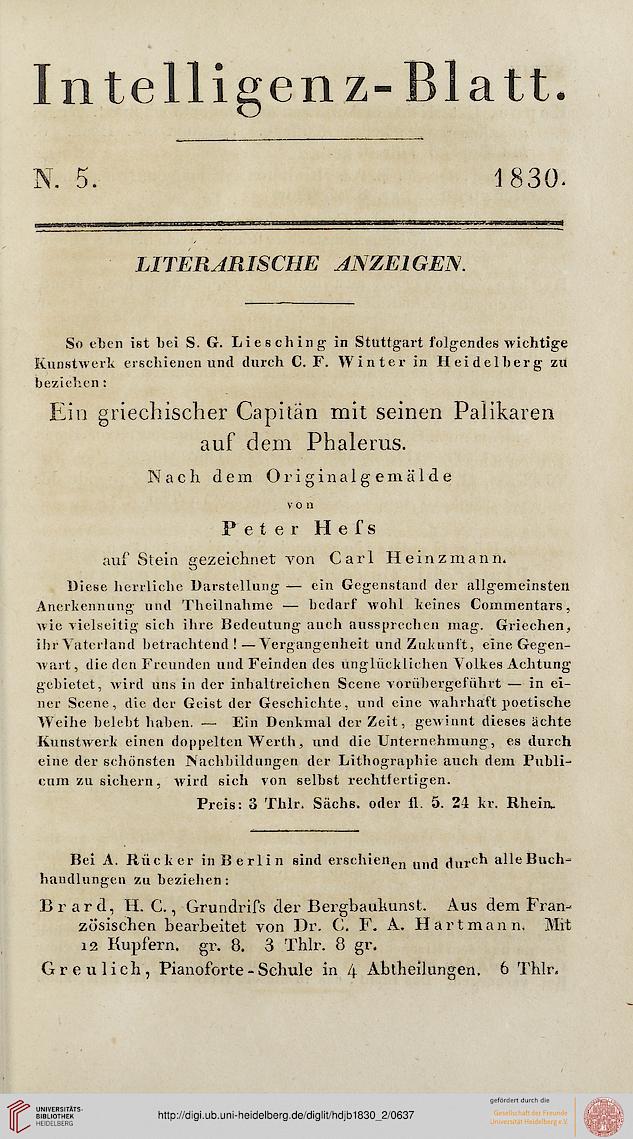 Intelligenz-Blatt.
N. 5. 1830.
LITERARISCHE ANZEIGEN.
So eben ist bei S. G. Liesching in Stuttgart folgendes wichtige
Kunstwerk erschienen und durch C. F. Winter in Heidelberg zu
beziehen:
Ein griechischer Capitän mit seinen Palikaren
auf dem Phalerus.
Nach dem Originalgemälde
von
Peter Heſs
auf Stein gezeichnet von Carl Heinzmann.
Diese herrliche Darstellung — ein Gegenstand der allgemeinsten
Anerkennung und Theilnahme — bedarf wohl keines Commentars,
wie vielseitig sich ihre Bedeutung auch aussprechen mag. Griechen,
ihr Vaterland betrachtend! — Vergangenheit und Zukunft, eine Gegen-
wart, die den Freunden und Feinden des unglücklichen Volkes Achtung
gebietet, wird uns in der inhaltreichen Scene vorübergeführt — in ei-
ner Scene, die der Geist der Geschichte, und eine wahrhaft poetische
Weihe belebt haben. — Ein Denkmal der Zeit, gewinnt dieses ächte
Kunstwerk einen doppelten Werth, und die Unternehmung, es durch
eine der schönsten Nachbildungen der Lithographie auch dem Publi-
cum zu sichern, wird sich von selbst rechtfertigen.
Preis: 3 Thlr. Sächs. oder fl. 5. 24 kr. Rhein.
Bei A. Rücker in Berlin sind erschienen und durch alle Buch-
handlungen zu beziehen:
Brard, H. C., Grundriſs der Bergbaukunst. Aus dem Fran-
zösischen bearbeitet von Dr. C. F. A. Hartmann. Mit
12 Kupfern. gr. 8. 3 Thlr. 8 gr.
Greulich, Pianoforte-Schule in 4 Abtheilungen. 6 Thlr.
UNIVERSITÄTS-
BIBLIOTHEK
HEIDELBERG
http://digi.ub.uni-heidelberg.de/diglit/hdjb1830_2/0637
gefördert durch die
Gesellschaft der Freunde
Universität Heidelberg e.V.